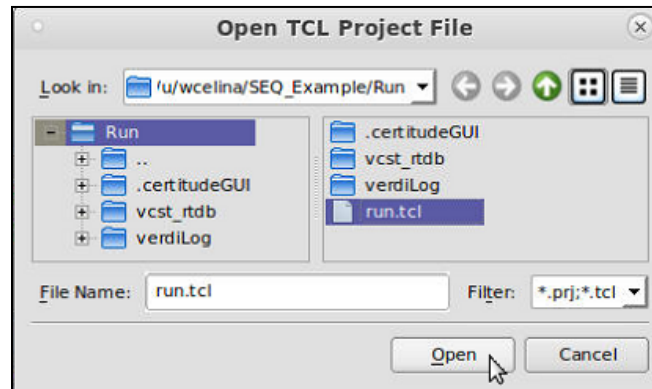 Open TCL Project File
Look in: /u/wcelina/SEQ_Example/Run
Run
..
.certitudeGUI
vcst_rtdb
verdiLog
.certitudeGUI
vcst_rtdb
verdiLog
run.tcl
File Name: run.tcl Filter: *.prj;*.tcl
Open Cancel